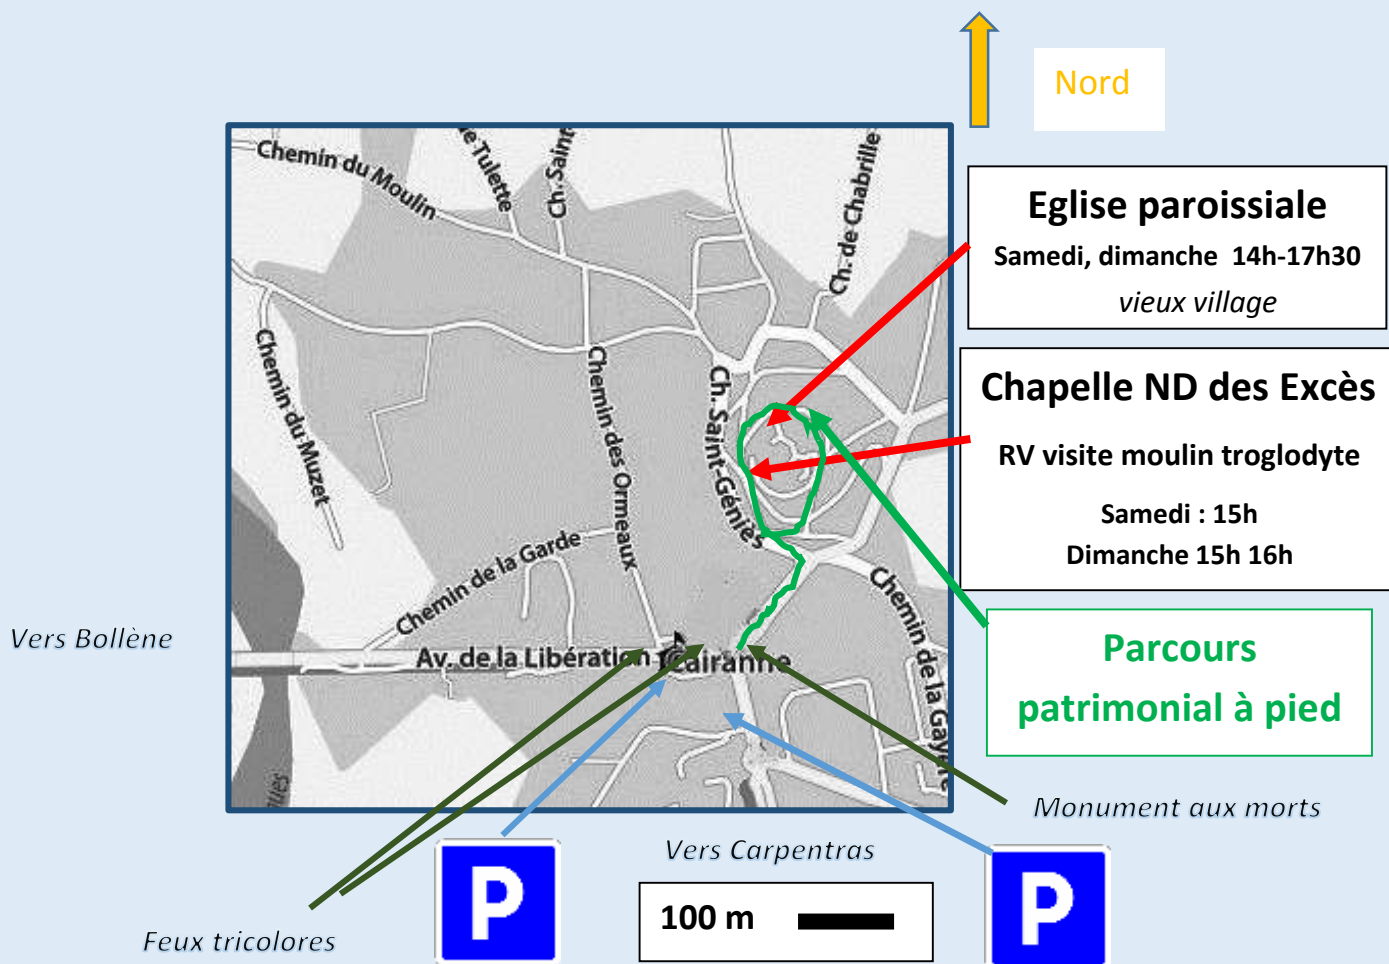 Nord
Eglise paroissiale
Samedi, dimanche 14h-17h30
vieux village
Chapelle ND des Excès
RV visite moulin troglodyte
Samedi : 15h
Dimanche 15h 16h
Parcours
patrimonial à pied
Chemin du Moulin
Tulette
Ch. Saint
Ch. de Chabrille
Chemin du Muzet
Chemin des Ormeaux
Ch. Saint-Géniès
Chemin de la Garde
Chemin de la Gayère
Av. de la Libération
Cairanne
Vers Bollène
Monument aux morts
Vers Carpentras
P
P
100 m
Feux tricolores